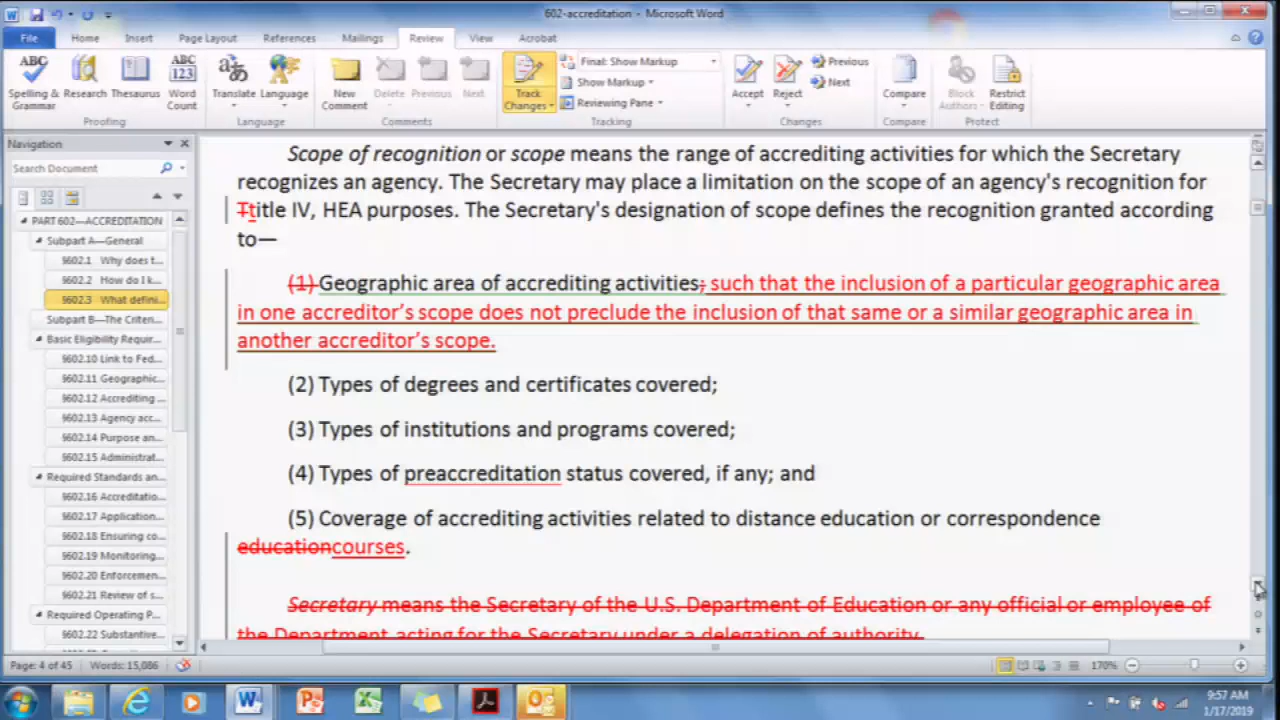 602-accreditation - Microsoft Word
File Home Insert Page Layout References Mailings Review View Acrobat
Spelling & Grammar Research Thesaurus Word Count Translate Language New Comment Delete Previous Next Track Changes Final: Show Markup Show Markup Reviewing Pane Accept Reject Previous Next Compare Block Authors Restrict Editing
Proofing Language Comments Tracking Changes Compare Protect
Navigation
Search Document
PART 602—ACCREDITATION
Subpart A—General
§602.1 Why does t...
§602.2 How do I k...
§602.3 What defini...
Subpart B—The Criteri...
Basic Eligibility Requir...
§602.10 Link to Fed...
§602.11 Geographic...
§602.12 Accrediting ...
§602.13 Agency acc...
§602.14 Purpose an...
§602.15 Administrat...
Required Standards an...
§602.16 Accreditatio...
§602.17 Application...
§602.18 Ensuring co...
§602.19 Monitoring...
§602.20 Enforcemen...
§602.21 Review of s...
Required Operating P...
§602.22 Substantive...
Scope of recognition or scope means the range of accrediting activities for which the Secretary
recognizes an agency. The Secretary may place a limitation on the scope of an agency's recognition for
Ttitle IV, HEA purposes. The Secretary's designation of scope defines the recognition granted according
to—
(1) Geographic area of accrediting activities; such that the inclusion of a particular geographic area
in one accreditor's scope does not preclude the inclusion of that same or a similar geographic area in
another accreditor's scope.
(2) Types of degrees and certificates covered;
(3) Types of institutions and programs covered;
(4) Types of preaccreditation status covered, if any; and
(5) Coverage of accrediting activities related to distance education or correspondence
educationcourses.
Secretary means the Secretary of the U.S. Department of Education or any official or employee of
the Department acting for the Secretary under a delegation of authority.
Page: 4 of 45 Words: 15,086 170%
9:57 AM
1/17/2019